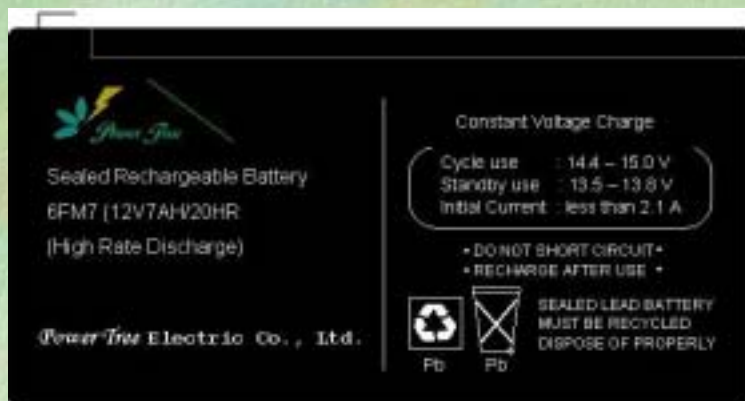 Power Tree
Sealed Rechargeable Battery
6FM7 (12V7AH/20HR
(High Rate Discharge)
Power Tree Electric Co., Ltd.
Constant Voltage Charge
Cycle use : 14.4 – 15.0 V
Standby use : 13.5 – 13.8 V
Initial Current : less than 2.1 A
• DO NOT SHORT CIRCUIT •
• RECHARGE AFTER USE •
SEALED LEAD BATTERY
MUST BE RECYCLED
DISPOSE OF PROPERLY
Pb Pb